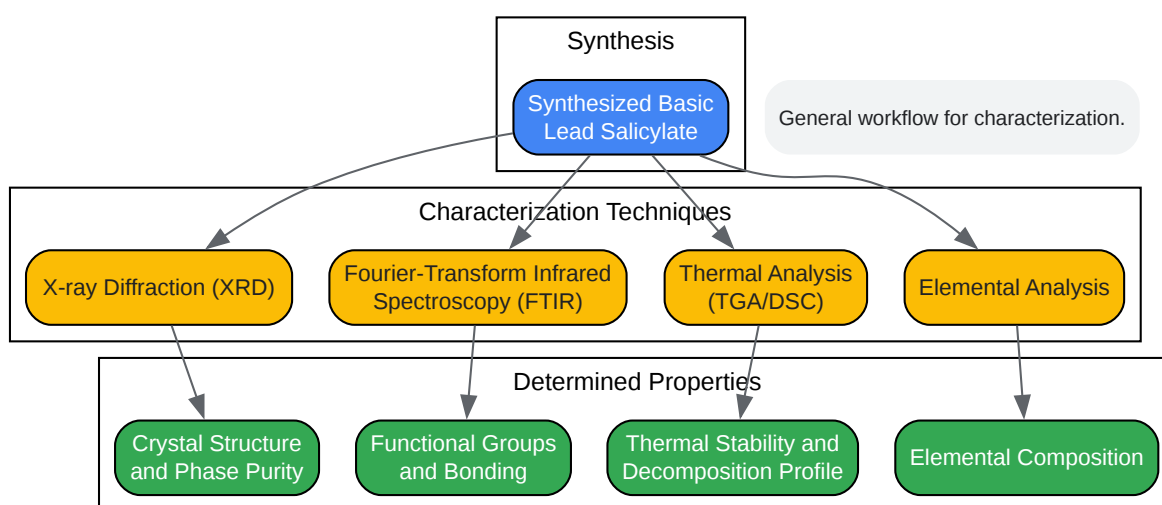 Synthesis
Synthesized Basic
Lead Salicylate
General workflow for characterization.
Characterization Techniques
X-ray Diffraction (XRD)
Fourier-Transform Infrared
Spectroscopy (FTIR)
Thermal Analysis
(TGA/DSC)
Elemental Analysis
Determined Properties
Crystal Structure
and Phase Purity
Functional Groups
and Bonding
Thermal Stability and
Decomposition Profile
Elemental Composition